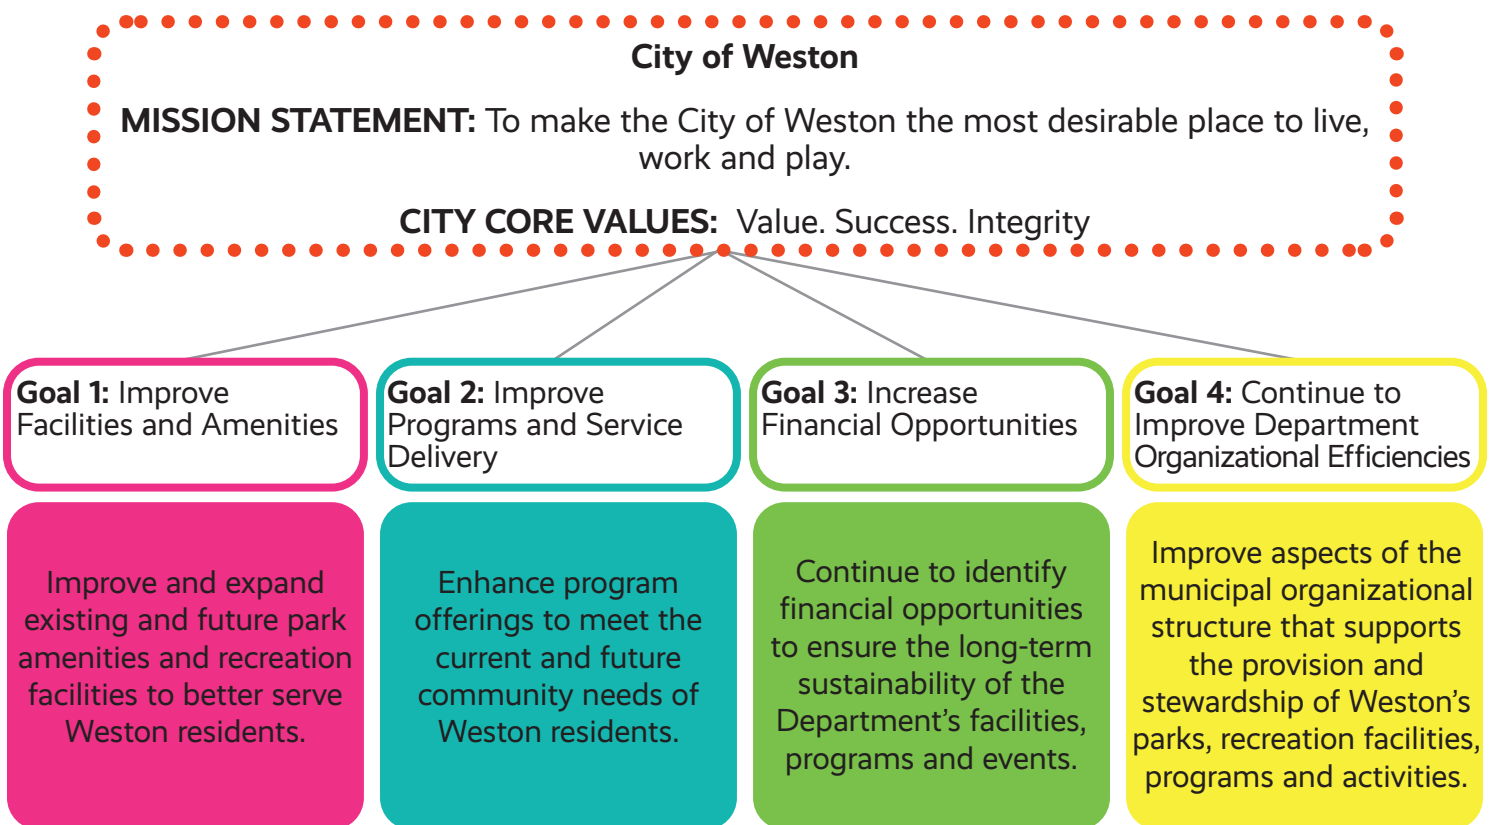 City of Weston
MISSION STATEMENT: To make the City of Weston the most desirable place to live,
work and play.
CITY CORE VALUES: Value. Success. Integrity
Goal 1: Improve
Facilities and Amenities
Goal 2: Improve
Programs and Service
Delivery
Goal 3: Increase
Financial Opportunities
Goal 4: Continue to
Improve Department
Organizational Efficiencies
Improve and expand
existing and future park
amenities and recreation
facilities to better serve
Weston residents.
Enhance program
offerings to meet the
current and future
community needs of
Weston residents.
Continue to identify
financial opportunities
to ensure the long-term
sustainability of the
Department’s facilities,
programs and events.
Improve aspects of the
municipal organizational
structure that supports
the provision and
stewardship of Weston’s
parks, recreation facilities,
programs and activities.